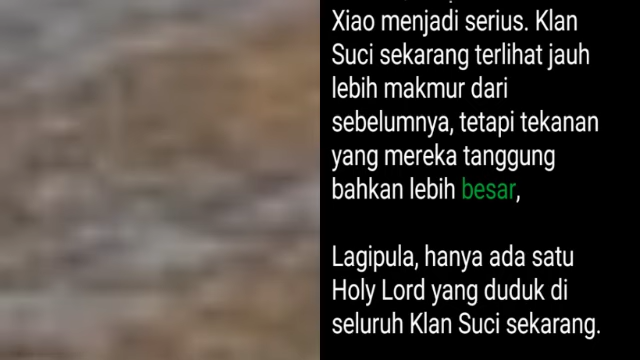 Xiao menjadi serius. Klan
Suci sekarang terlihat jauh
lebih makmur dari
sebelumnya, tetapi tekanan
yang mereka tanggung
bahkan lebih besar,
Lagipula, hanya ada satu
Holy Lord yang duduk di
seluruh Klan Suci sekarang.